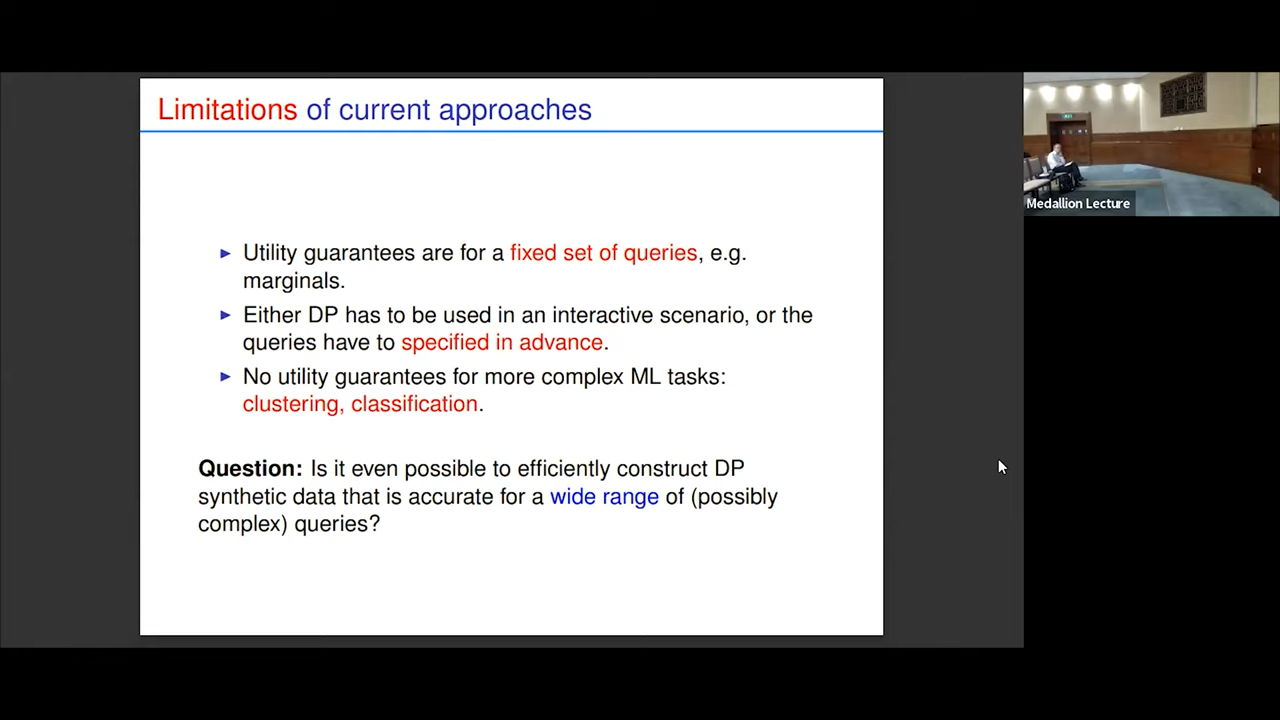 Limitations of current approaches
Utility guarantees are for a fixed set of queries, e.g.
marginals.
Either DP has to be used in an interactive scenario, or the
queries have to specified in advance.
No utility guarantees for more complex ML tasks:
clustering, classification.
Question: Is it even possible to efficiently construct DP
synthetic data that is accurate for a wide range of (possibly
complex) queries?
Medallion Lecture